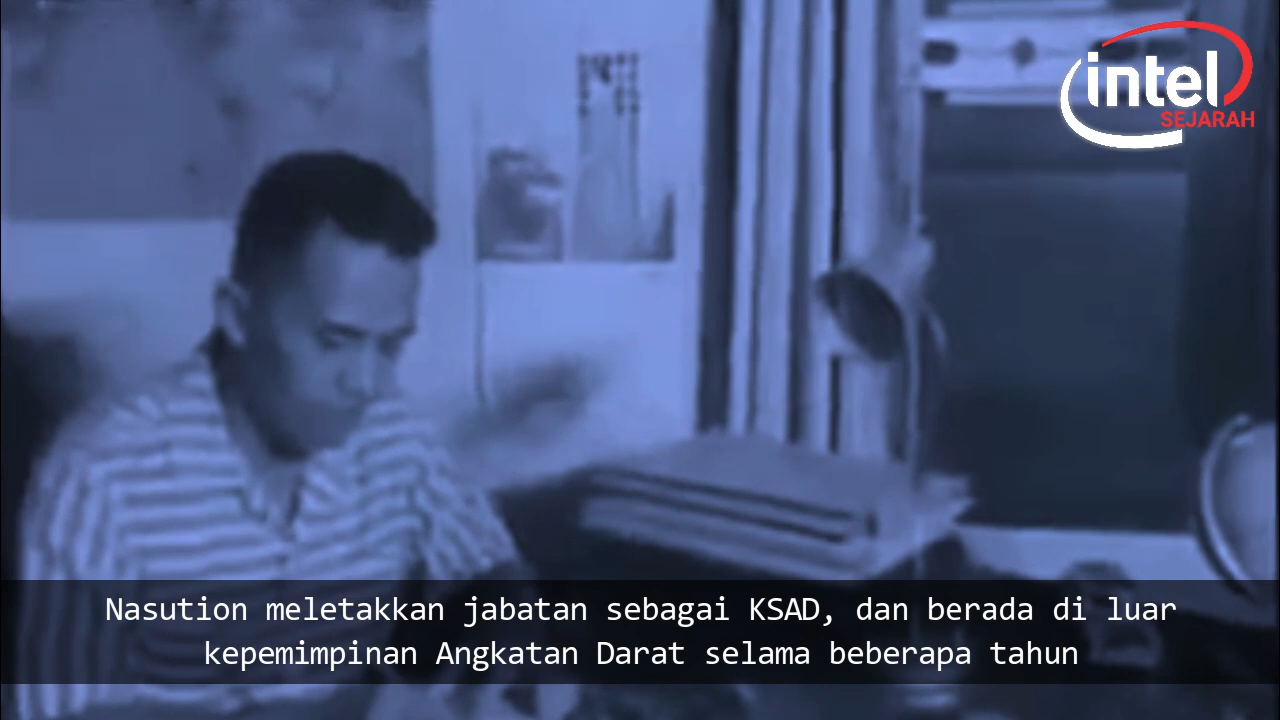 intel
SEJARAH
Nasution meletakkan jabatan sebagai KSAD, dan berada di luar
kepemimpinan Angkatan Darat selama beberapa tahun